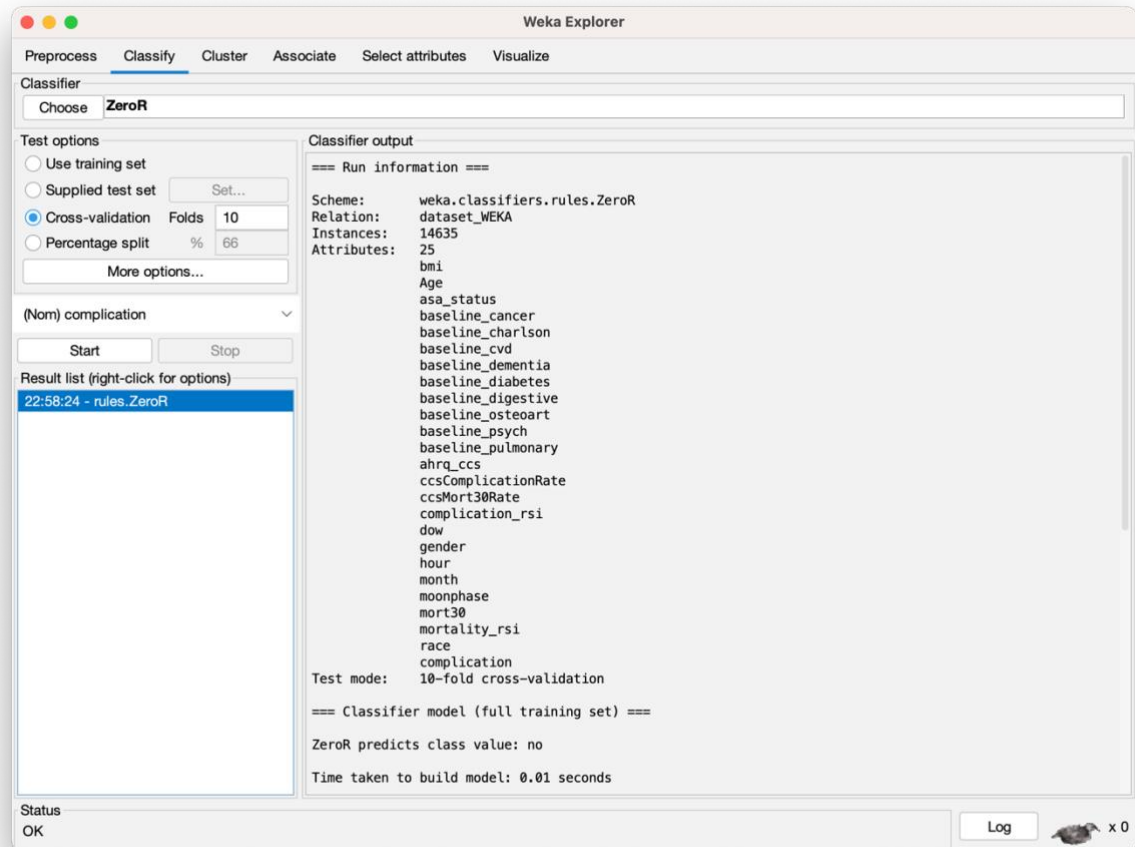 Weka Explorer
Preprocess Classify Cluster Associate Select attributes Visualize
Classifier
Choose ZeroR
Test options
Use training set
Supplied test set Set...
Cross-validation Folds 10
Percentage split % 66
More options...
(Nom) complication
Start Stop
Result list (right-click for options)
22:58:24 - rules.ZeroR
Classifier output
=== Run information ===
Scheme: weka.classifiers.rules.ZeroR
Relation: dataset_WEKA
Instances: 14635
Attributes: 25
bmi
Age
asa_status
baseline_cancer
baseline_charlson
baseline_cvd
baseline_dementia
baseline_diabetes
baseline_digestive
baseline_osteoart
baseline_psych
baseline_pulmonary
ahrq_ccs
ccsComplicationRate
ccsMort30Rate
complication_rsi
dow
gender
hour
month
moonphase
mort30
mortality_rsi
race
complication
Test mode: 10-fold cross-validation
=== Classifier model (full training set) ===
ZeroR predicts class value: no
Time taken to build model: 0.01 seconds
Status
OK
Log x 0